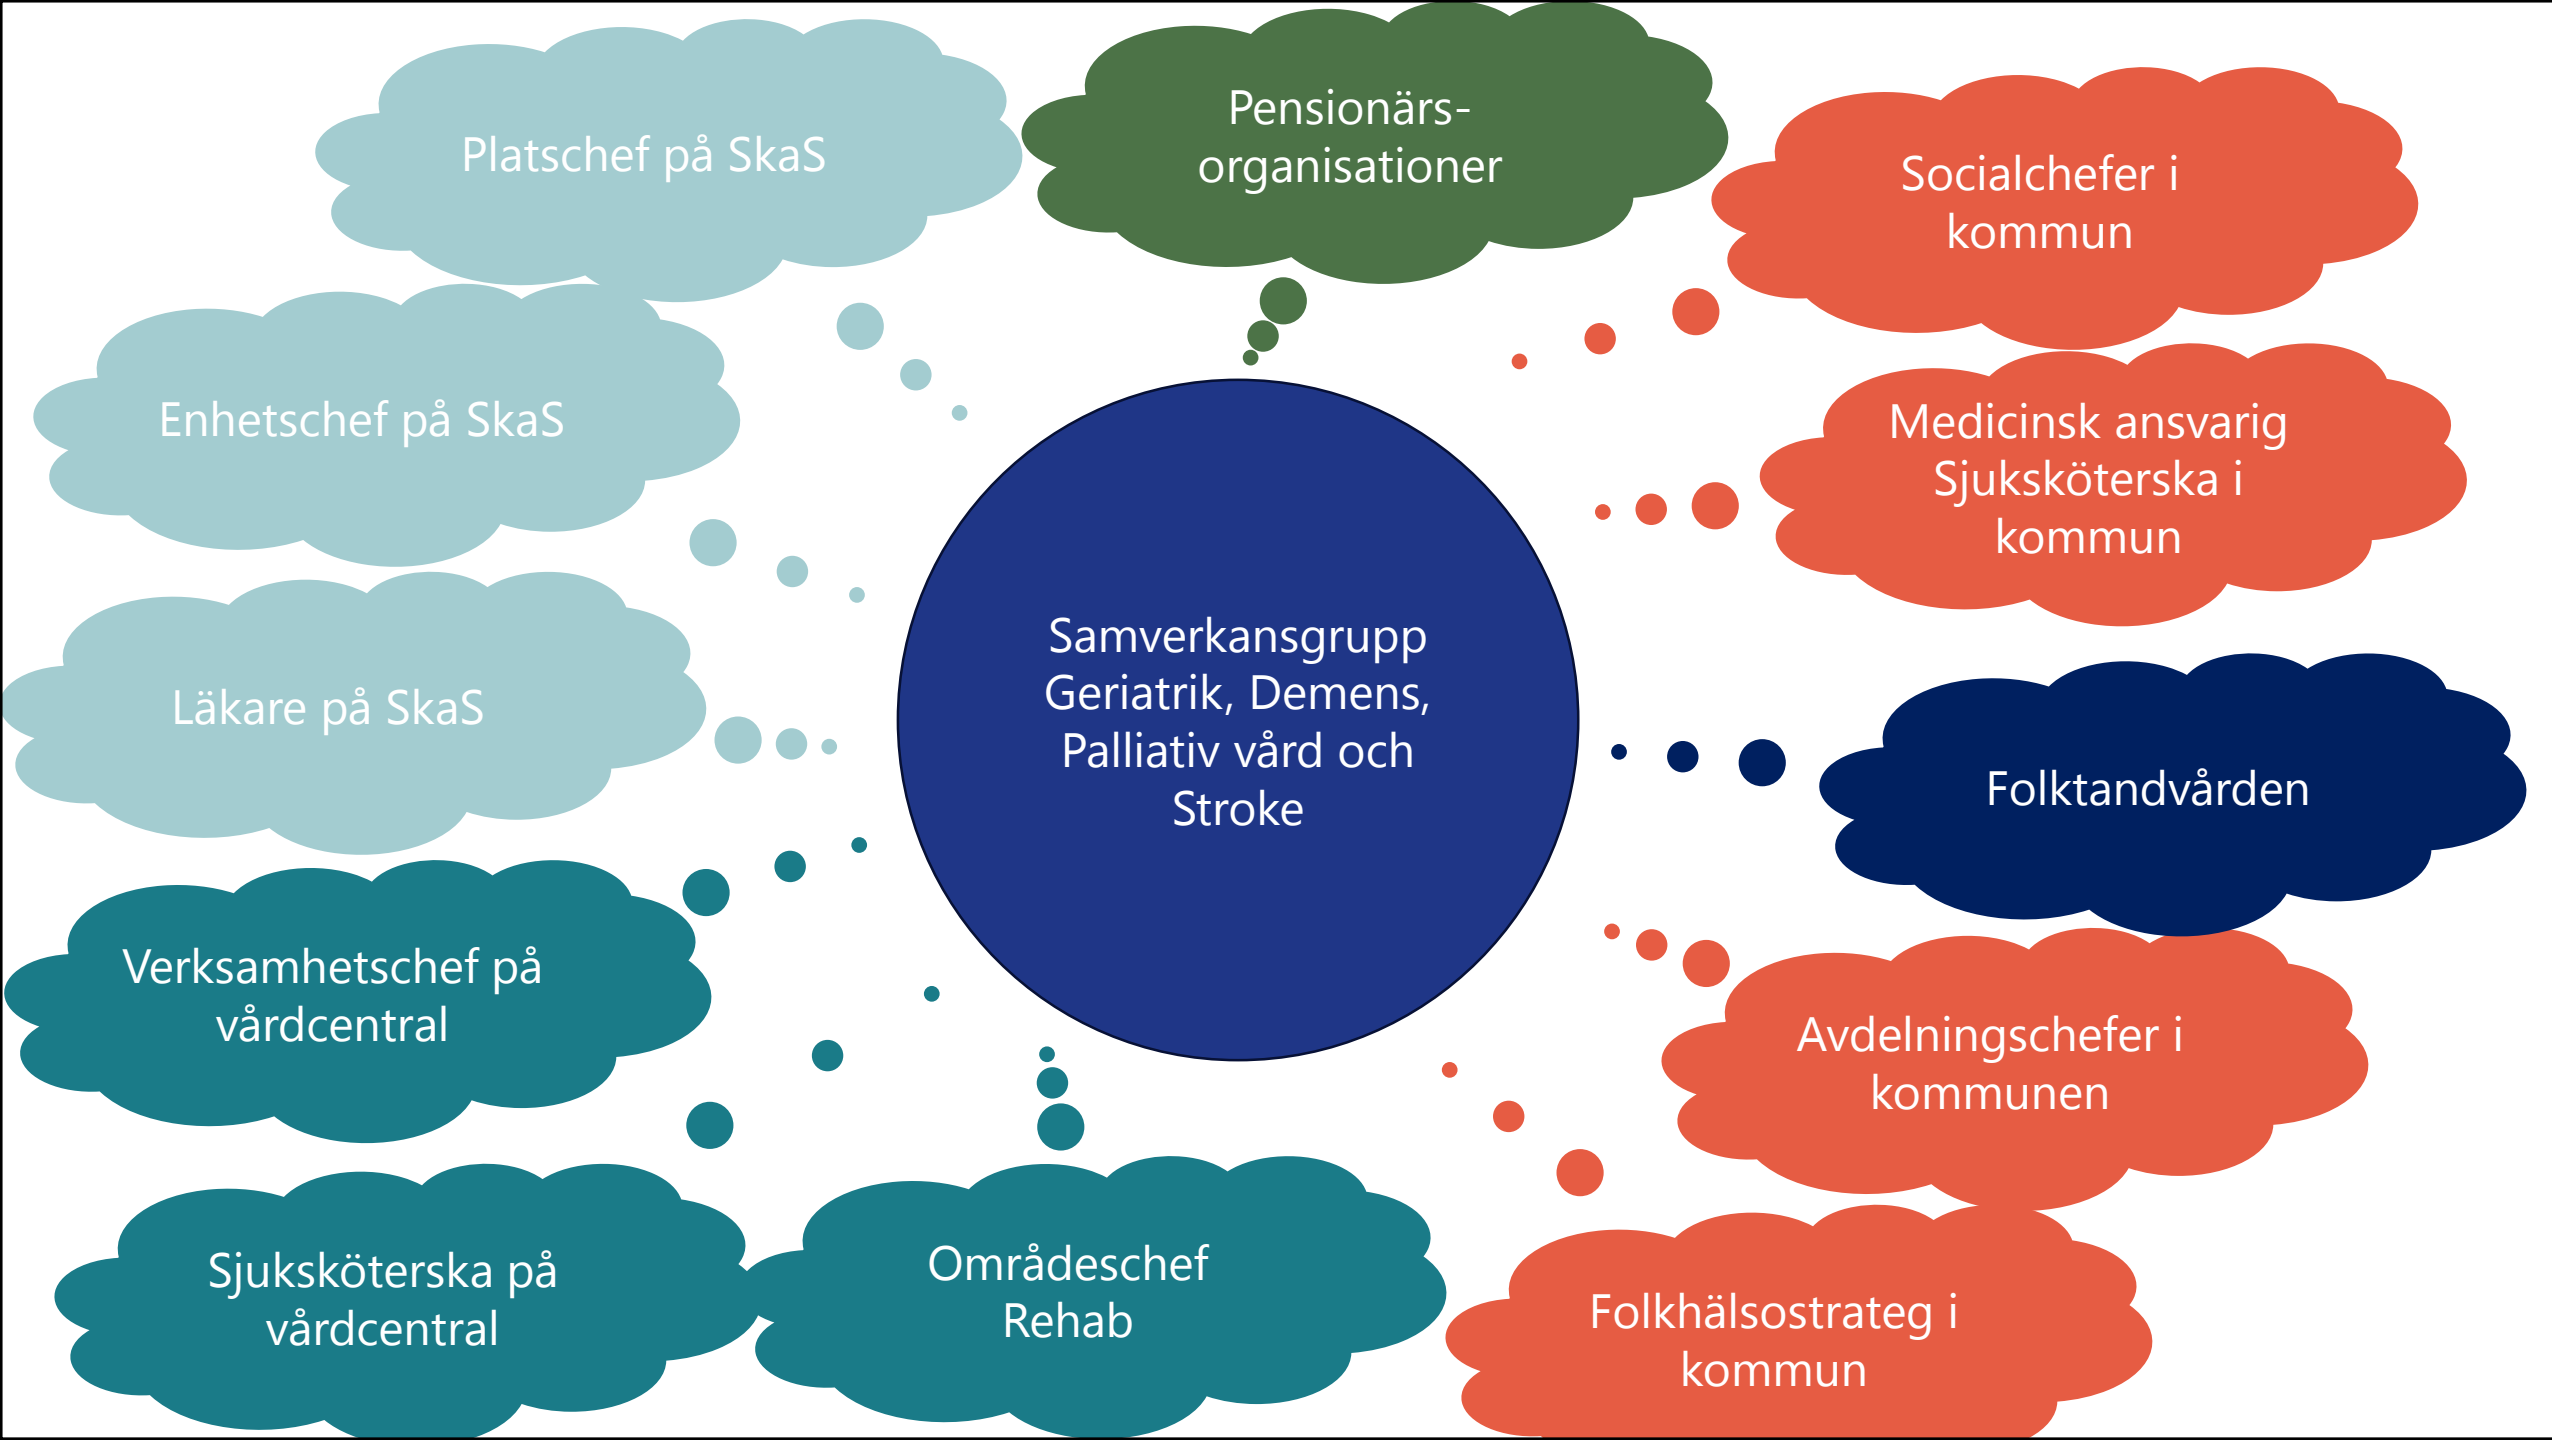 Platschef på SkaS
Pensionärs-
organisationer
Socialchefer i
kommun
Enhetschef på SkaS
Medicinsk ansvarig
Sjuksköterska i
kommun
Läkare på SkaS
Samverkansgrupp
Geriatrik, Demens,
Palliativ vård och
Stroke
Folktandvården
Verksamhetschef på
vårdcentral
Avdelningschefer i
kommunen
Sjuksköterska på
vårdcentral
Områdeschef
Rehab
Folkhälsostrateg i
kommun